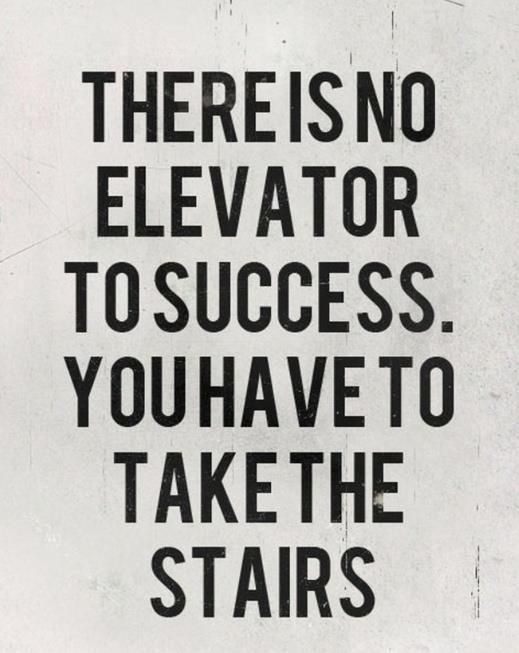 THERE IS NO
ELEVATOR
TO SUCCESS.
YOU HAVE TO
TAKE THE
STAIRS